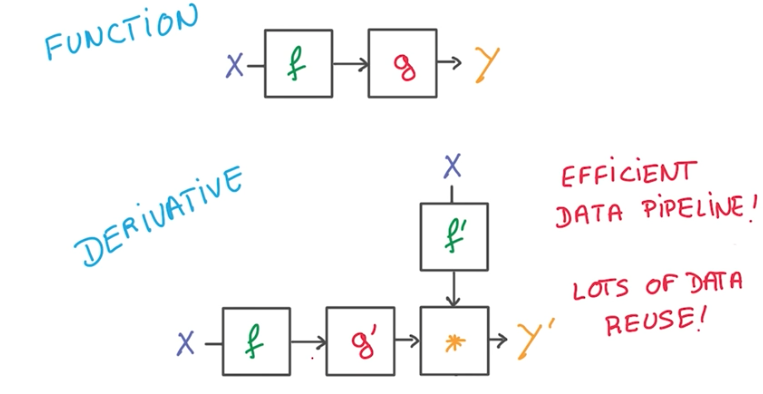 FUNCTION
X f g Y
DERIVATIVE
X
f'
EFFICIENT
DATA PIPELINE!
LOTS OF DATA
REUSE!
X f g' * Y'